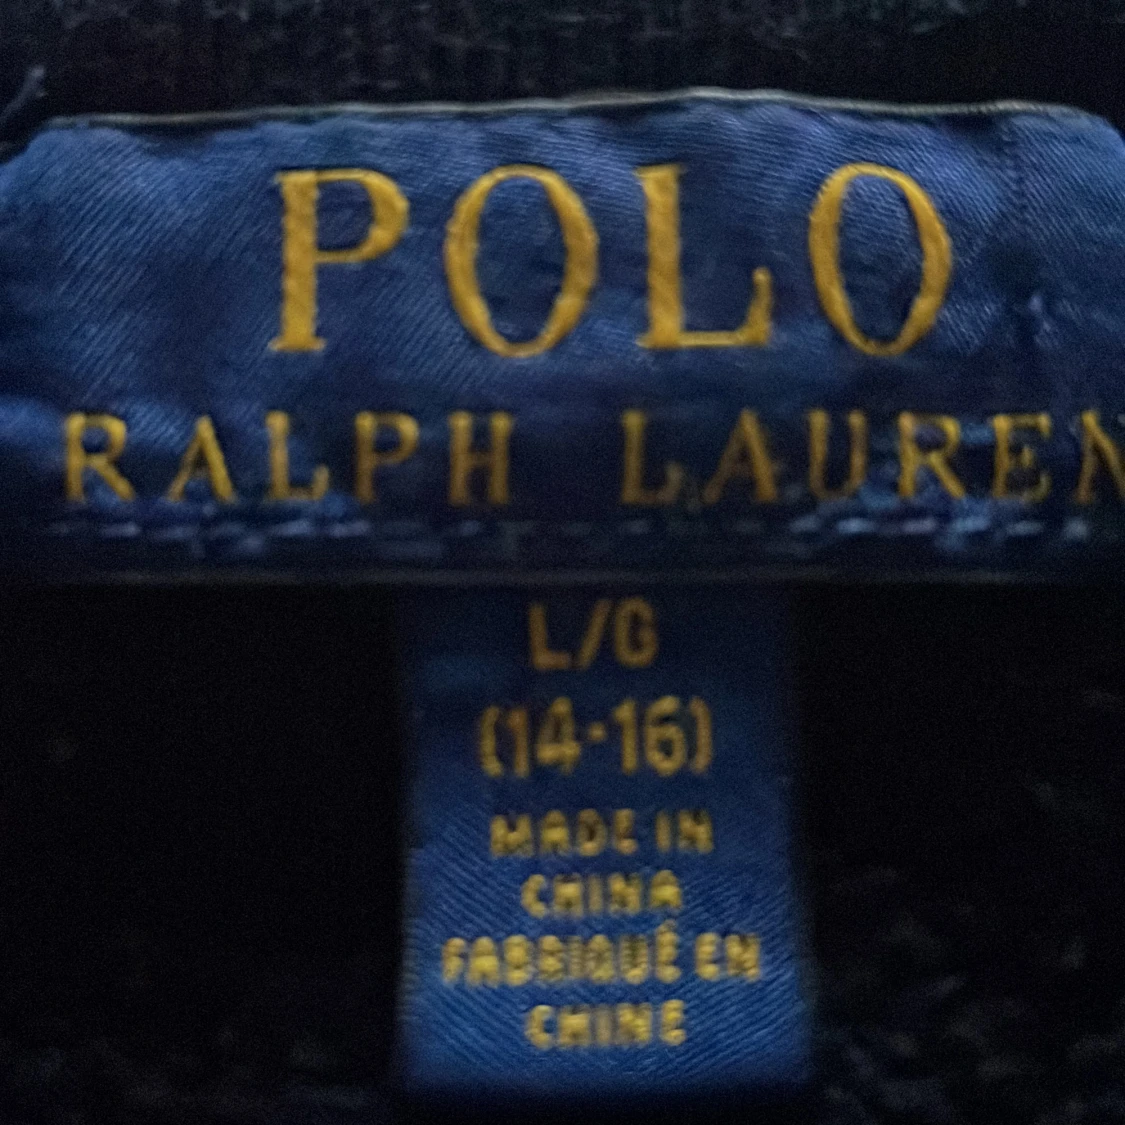 POLO
RALPH LAUREN
L/G
(14-16)
MADE IN
CHINA
FABRIQUÉ EN
CHINE